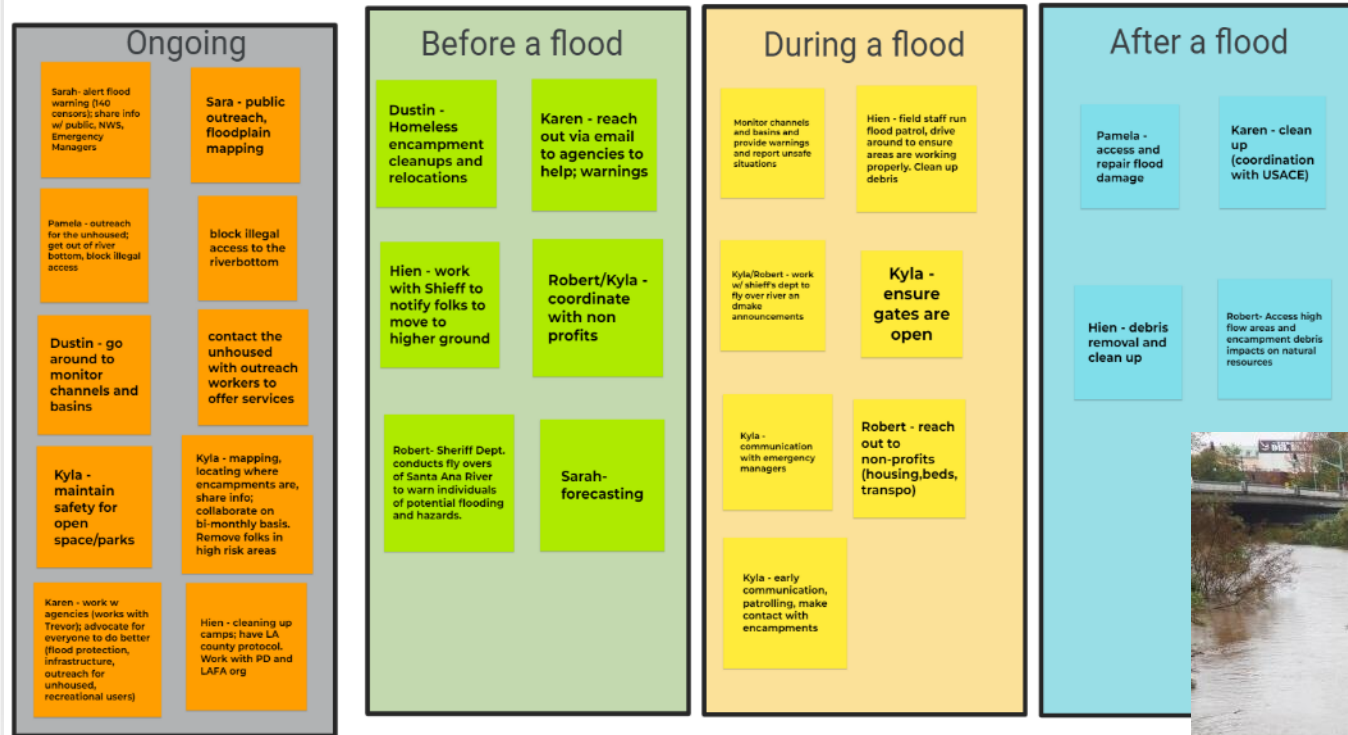 Ongoing
Sarah- alert flood
warning (140
censors); share info
w/ public, NWS,
Emergency
Managers
Sara - public
outreach,
floodplain
mapping
Pamela - outreach
for the unhoused;
get out of river
bottom, block illegal
access
block illegal
access to the
riverbottom
Dustin - go
around to
monitor
channels and
basins
contact the
unhoused
with outreach
workers to
offer services
Kyla -
maintain
safety for
open
space/parks
Kyla - mapping,
locating where
encampments are,
share info;
collaborate on
bi-monthly basis.
Remove folks in
high risk areas
Karen - work w
agencies (works with
Trevor); advocate for
everyone to do better
(flood protection,
infrastructure,
outreach for
unhoused,
recreational users)
Hien - cleaning up
camps; have LA
county protocol.
Work with PD and
LAFA org
Before a flood
Dustin -
Homeless
encampment
cleanups and
relocations
Karen - reach
out via email
to agencies to
help; warnings
Hien - work
with Shieff to
notify folks to
move to
higher ground
Robert/Kyla -
coordinate
with non
profits
Robert- Sheriff Dept.
conducts fly overs
of Santa Ana River
to warn individuals
of potential flooding
and hazards.
Sarah-
forecasting
During a flood
Monitor channels
and basins and
provide warnings
and report unsafe
situations
Hien - field staff run
flood patrol, drive
around to ensure
areas are working
properly. Clean up
debris
Kyla/Robert - work
w/ shieff's dept to
fly over river an
dmake
announcements
Kyla -
ensure
gates are
open
Kyla -
communication
with emergency
managers
Robert - reach
out to
non-profits
(housing,beds,
transpo)
Kyla - early
communication,
patrolling, make
contact with
encampments
After a flood
Pamela -
access and
repair flood
damage
Karen - clean
up
(coordination
with USACE)
Hien - debris
removal and
clean up
Robert- Access high
flow areas and
encampment debris
impacts on natural
resources